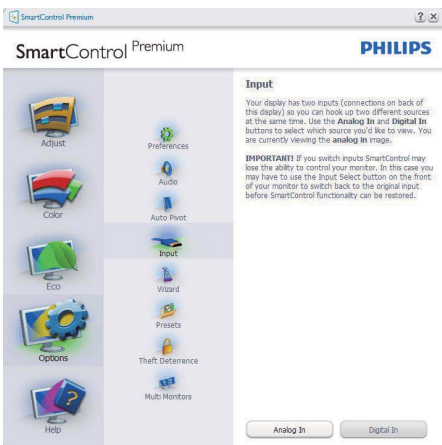 SmartControl Premium
SmartControl Premium
PHILIPS
Adjust
Color
Eco
Options
Help
Preferences
Audio
Auto Pivot
Input
Wizard
Presets
Theft Deterrence
Multi Monitors
Input
Your display has two inputs (connections on back of
this display) so you can hook up two different sources
at the same time. Use the Analog In and Digital In
buttons to select which source you'd like to view. You
are currently viewing the analog in image.
IMPORTANT! If you switch inputs SmartControl may
lose the ability to control your monitor. In this case you
may have to use the Input Select button on the front
of your monitor to switch back to the original input
before SmartControl functionality can be restored.
Analog In
Digital In